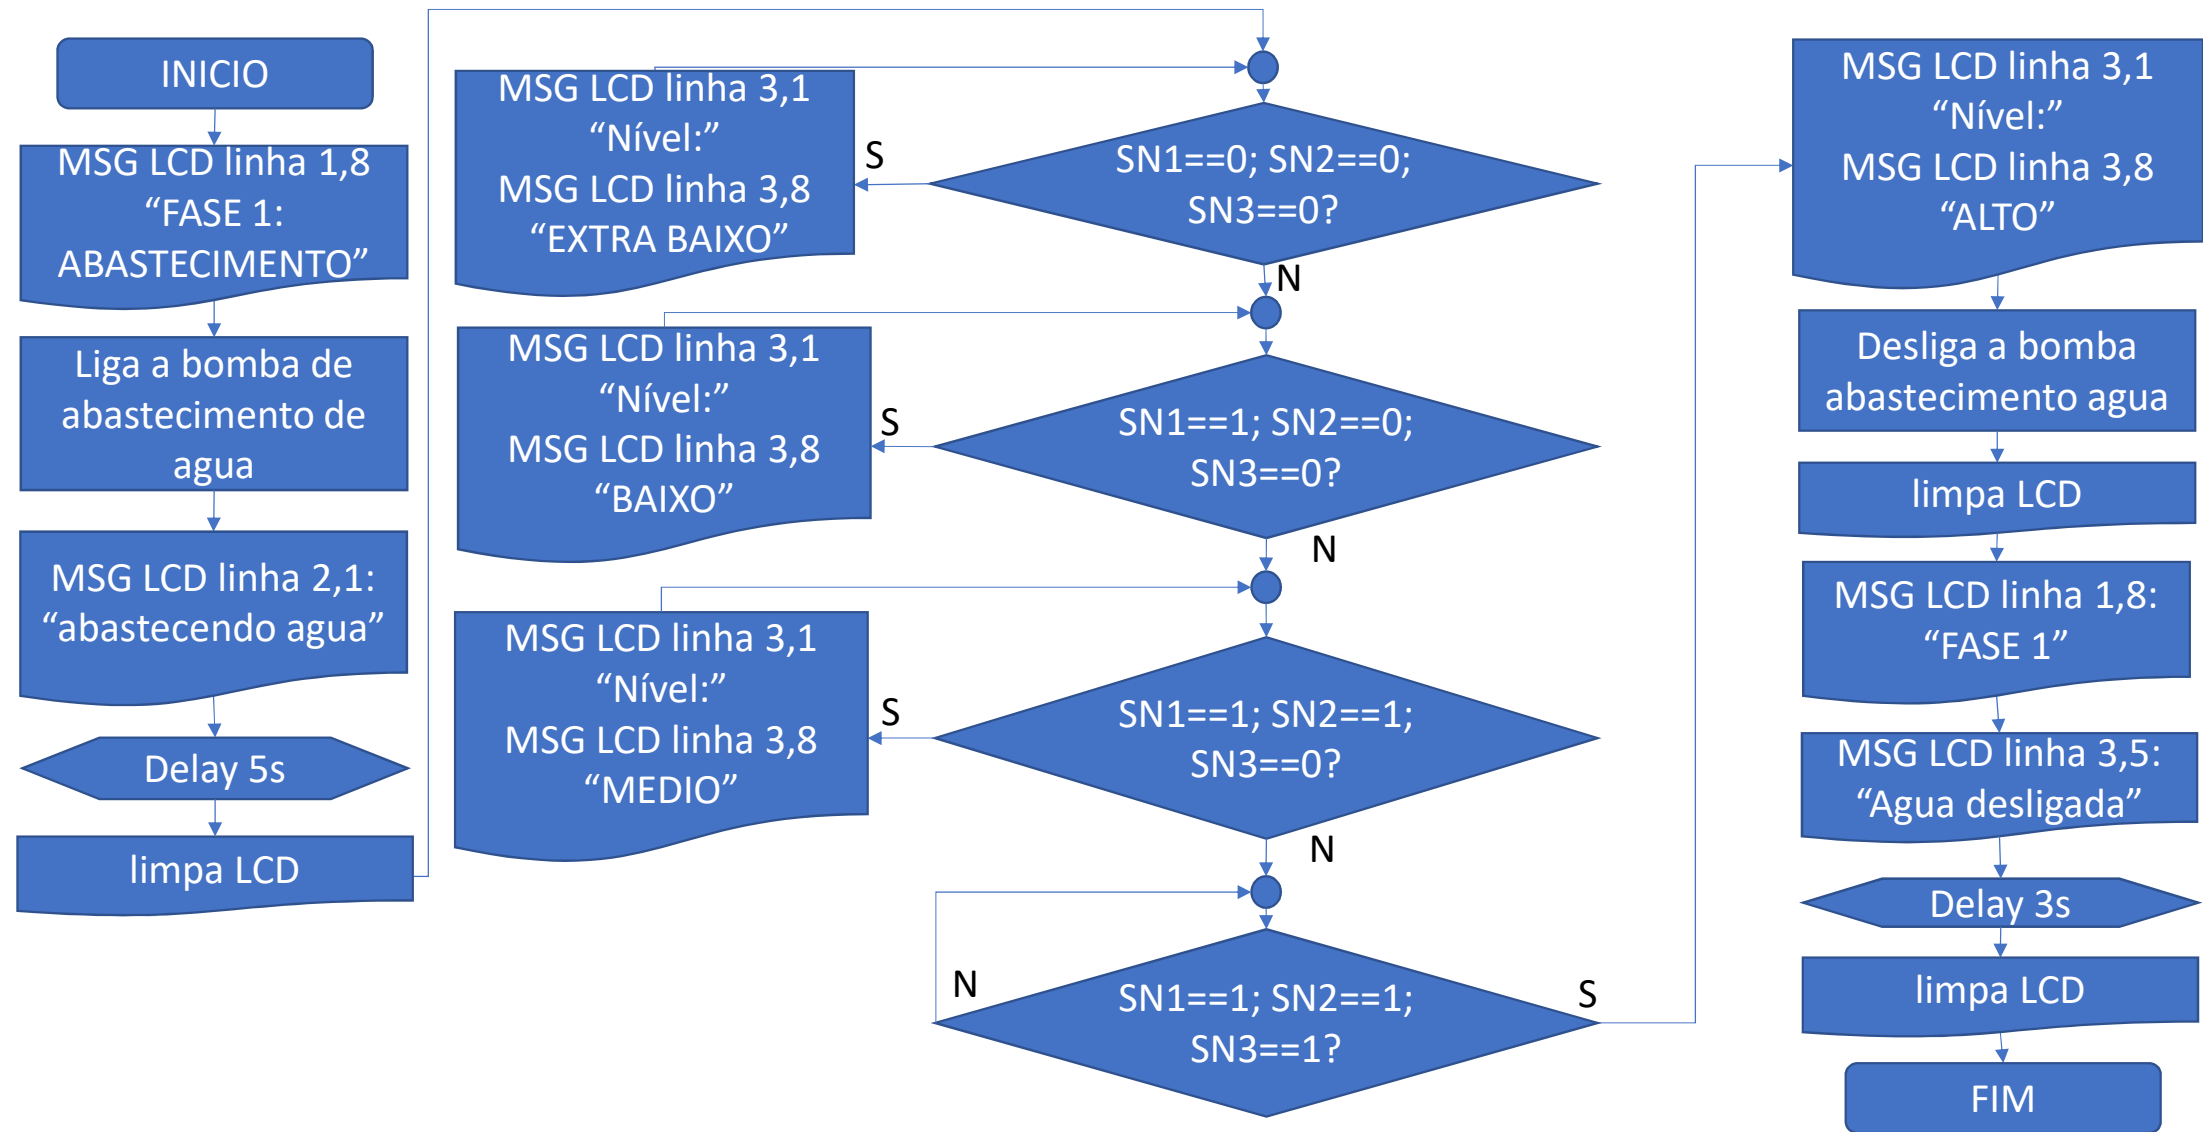 INICIO
MSG LCD linha 1,8
“FASE 1:
ABASTECIMENTO”
Liga a bomba de
abastecimento de
agua
MSG LCD linha 2,1:
“abastecendo agua”
Delay 5s
limpa LCD
MSG LCD linha 3,1
“Nível:”
MSG LCD linha 3,8
“EXTRA BAIXO”
S
SN1==0; SN2==0;
SN3==0?
N
MSG LCD linha 3,1
“Nível:”
MSG LCD linha 3,8
“BAIXO”
S
SN1==1; SN2==0;
SN3==0?
N
MSG LCD linha 3,1
“Nível:”
MSG LCD linha 3,8
“MEDIO”
S
SN1==1; SN2==1;
SN3==0?
N
N
SN1==1; SN2==1;
SN3==1?
S
MSG LCD linha 3,1
“Nível:”
MSG LCD linha 3,8
“ALTO”
Desliga a bomba
abastecimento agua
limpa LCD
MSG LCD linha 1,8:
“FASE 1”
MSG LCD linha 3,5:
“Agua desligada”
Delay 3s
limpa LCD
FIM